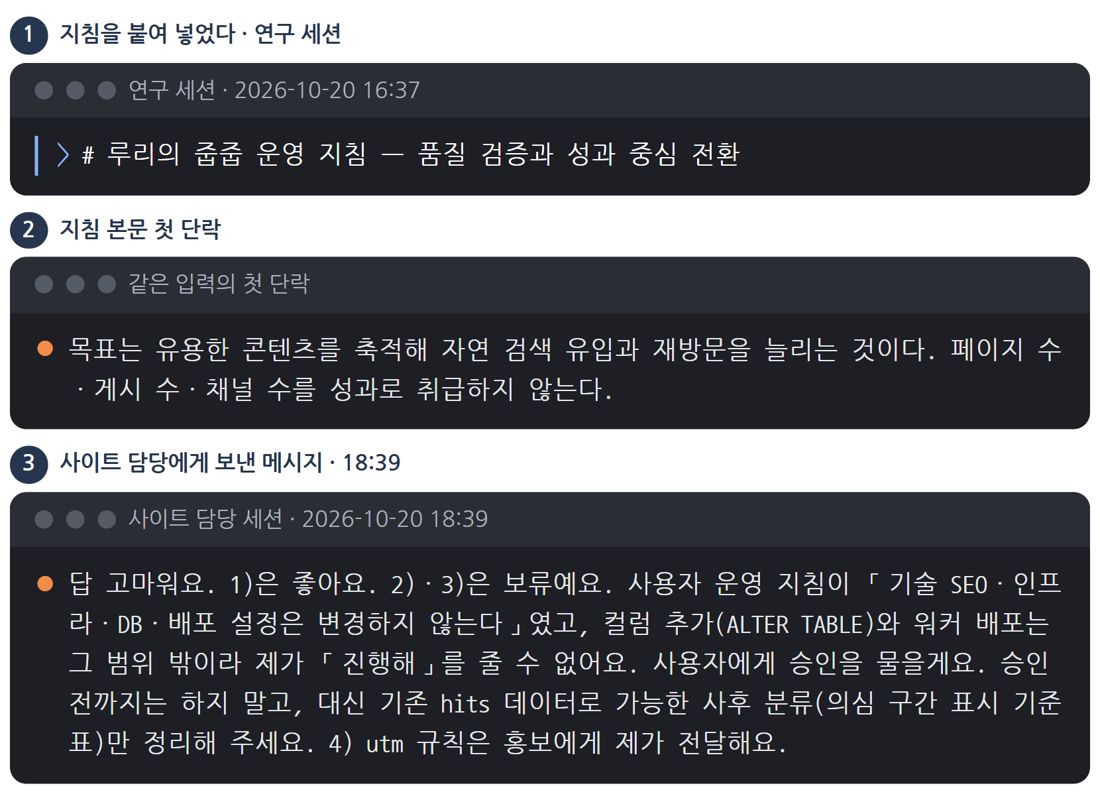 1 지침을 붙여 넣었다 · 연구 세션
연구 세션 · 2026-10-20 16:37
> # 루리의 줍줍 운영 지침 — 품질 검증과 성과 중심 전환
2 지침 본문 첫 단락
같은 입력의 첫 단락
목표는 유용한 콘텐츠를 축적해 자연 검색 유입과 재방문을 늘리는 것이다. 페이지 수
· 게시 수 · 채널 수를 성과로 취급하지 않는다.
3 사이트 담당에게 보낸 메시지 · 18:39
사이트 담당 세션 · 2026-10-20 18:39
답 고마워요. 1)은 좋아요. 2) · 3)은 보류예요. 사용자 운영 지침이 「기술 SEO · 인프
라 · DB · 배포 설정은 변경하지 않는다」였고, 컬럼 추가(ALTER TABLE)와 워커 배포는
그 범위 밖이라 제가 「진행해」를 줄 수 없어요. 사용자에게 승인을 물을게요. 승인
전까지는 하지 말고, 대신 기존 hits 데이터로 가능한 사후 분류(의심 구간 표시 기준
표)만 정리해 주세요. 4) utm 규칙은 홍보에게 제가 전달해요.